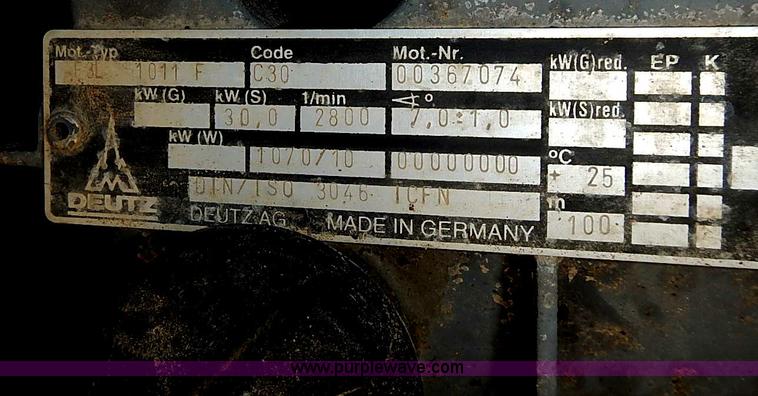 Mot.-Typ Code Mot.-Nr. kW(G)red. EP K
F3L 1011 F C30 00367074
kW (G) kW (S) 1/min ∢° kW(S)red.
30,0 2800 7,0±1,0
kW (W) °C
1070/10 00000000 + 25
DIN/ISO 3046 ICFN m
DEUTZ DEUTZ AG MADE IN GERMANY 100
www.purplewave.com